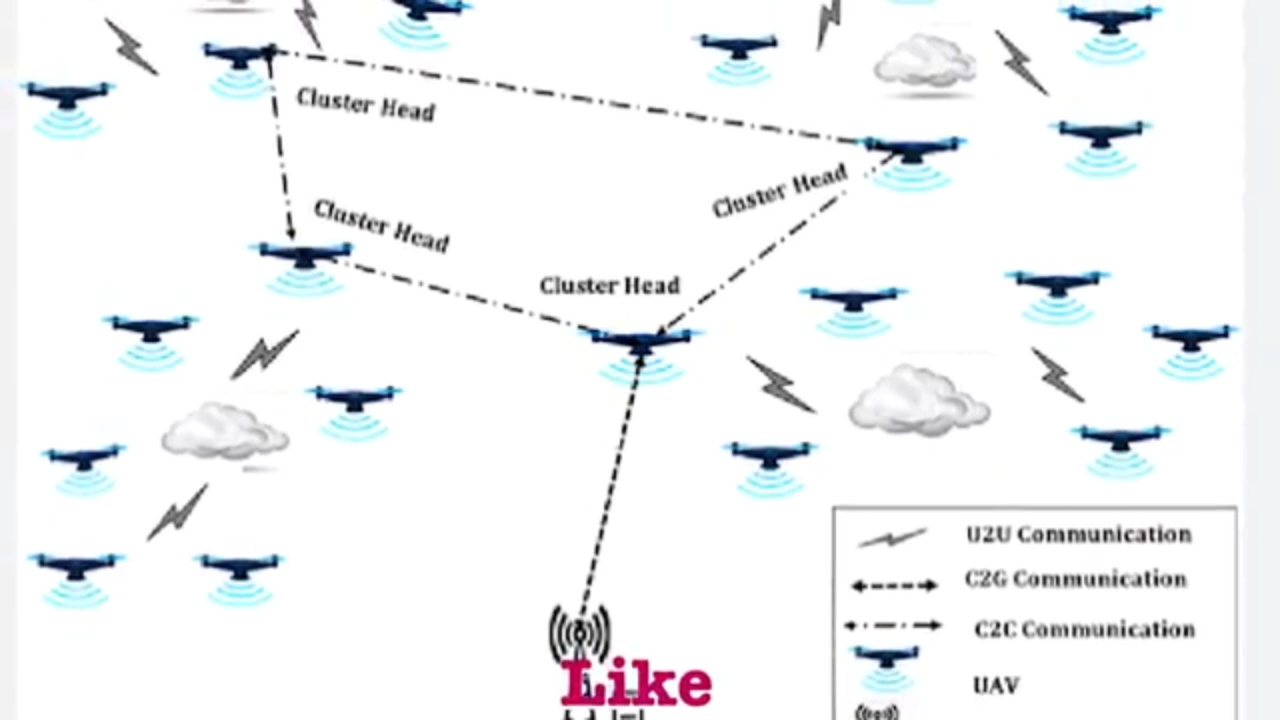 Cluster Head
Cluster Head
Cluster Head
Cluster Head
U2U Communication
C2G Communication
C2C Communication
UAV
Like